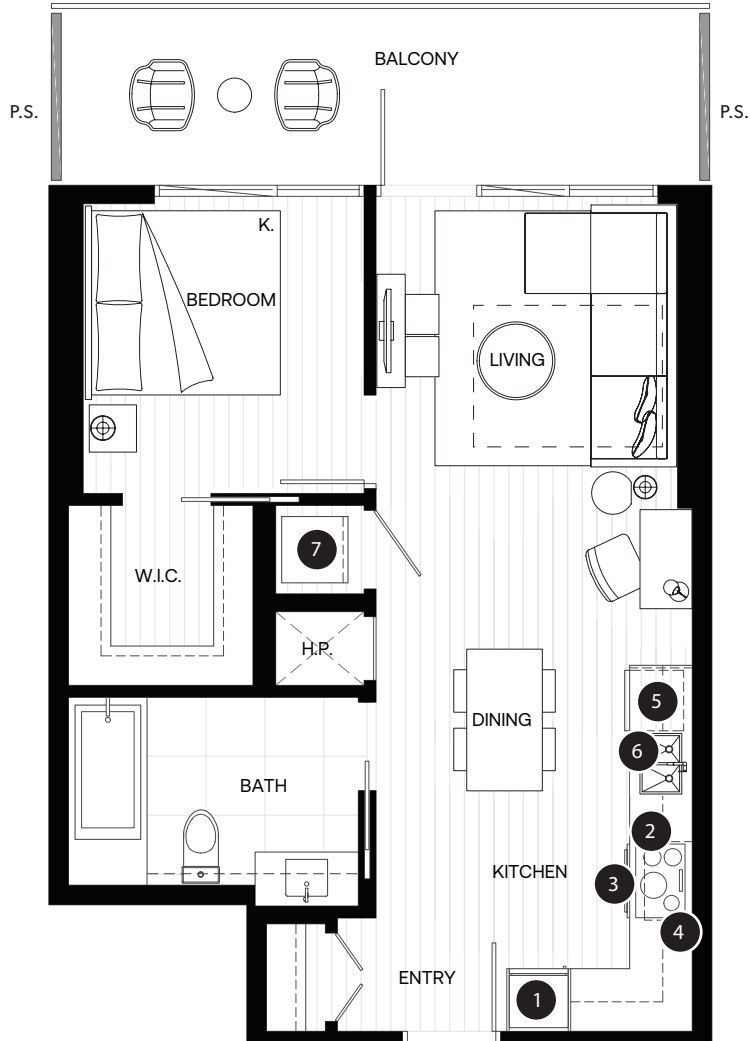 BALCONY
P.S.
P.S.
K.
BEDROOM
LIVING
7
W.I.C.
H.P.
5
DINING
6
BATH
2
KITCHEN
3
4
ENTRY
1